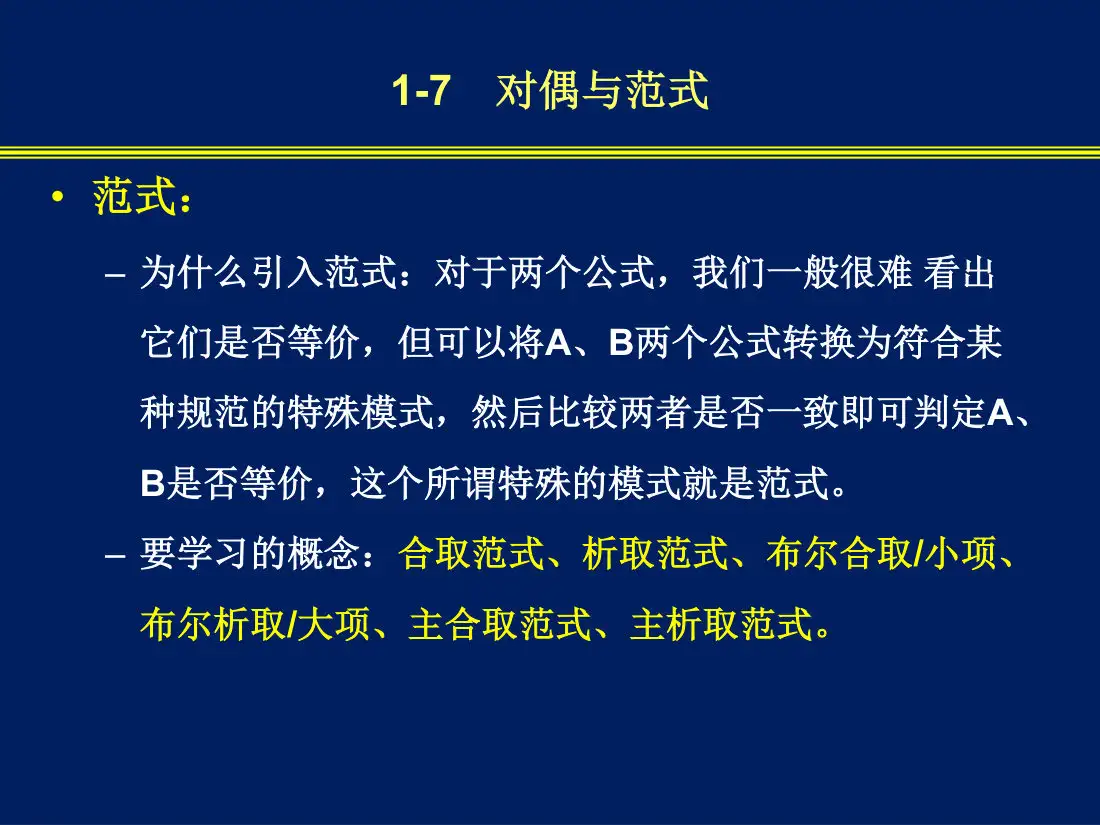 1-7 对偶与范式
• 范式：
– 为什么引入范式：对于两个公式，我们一般很难 看出
它们是否等价，但可以将A、B两个公式转换为符合某
种规范的特殊模式，然后比较两者是否一致即可判定A、
B是否等价，这个所谓特殊的模式就是范式。
– 要学习的概念：合取范式、析取范式、布尔合取/小项、
布尔析取/大项、主合取范式、主析取范式。